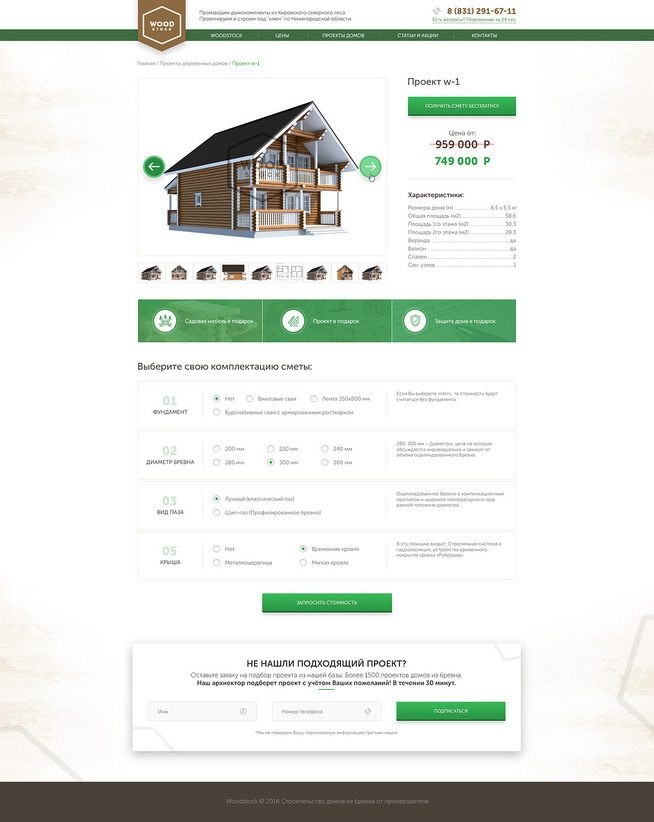 WOOD
STOCK
Производим домокомплекты из Кировского северного леса.
Проектируем и строим под "ключ" по Нижегородской области.
8 (831) 291-67-11
Есть вопросы? Перезвоним за 24 сек.
WOODSTOCK ЦЕНЫ ПРОЕКТЫ ДОМОВ СТАТЬИ И АКЦИИ КОНТАКТЫ
Главная / Проекты деревянных домов / Проект w-1
Проект w-1
ПОЛУЧИТЬ СМЕТУ БЕСПЛАТНО!
Цена от:
959 000 Р
749 000 Р
Характеристики:
Размеры дома (м) 6.5 x 5.5 м
Общая площадь (м2) 58.6
Площадь 1го этажа (м2) 30.3
Площадь 2го этажа (м2) 28.3
Веранда да
Балкон да
Спален 2
Сан. узлов 1
Садовая мебель в подарок
Проект в подарок
Защита дома в подарок
Выберите свою комплектацию сметы:
01
ФУНДАМЕНТ
Нет Винтовые сваи Лента 350х800 мм
Буронабивные сваи с армированным ростверком
Если Вы выберете «Нет», то стоимость будет
считаться без фундамента.
02
ДИАМЕТР БРЕВНА
200 мм 220 мм 240 мм
280 мм 300 мм 260 мм
280, 300 мм – Диаметры, цена на которые
обсуждается индивидуально и зависит от
объёма оцилиндрованного бревна.
03
ВИД ПАЗА
Лунный (классический паз)
Шип-паз (Профилированное бревно)
Оцилиндрованное бревно с компенсационным
пропилом и шириной температурного паза
равной половине диаметра.
05
КРЫША
Нет Временная кровля
Металлочерепица Мягкая кровля
В эту позицию входит: Стропильная система и
гидроизоляция, устройство временного
покрытия кровли «Рубероид».
ЗАПРОСИТЬ СТОИМОСТЬ
НЕ НАШЛИ ПОДХОДЯЩИЙ ПРОЕКТ?
Оставьте заявку на подбор проекта из нашей базы. Более 1500 проектов домов из бревна.
Наш архиектор подберет проект с учётом Ваших пожеланий! В течении 30 минут.
Имя
Номер телефона
ПОДПИСАТЬСЯ
*Мы не передаем Вашу персональную информацию третьим лицам
Woodstock © 2016 Строительство домов из бревна от производителя